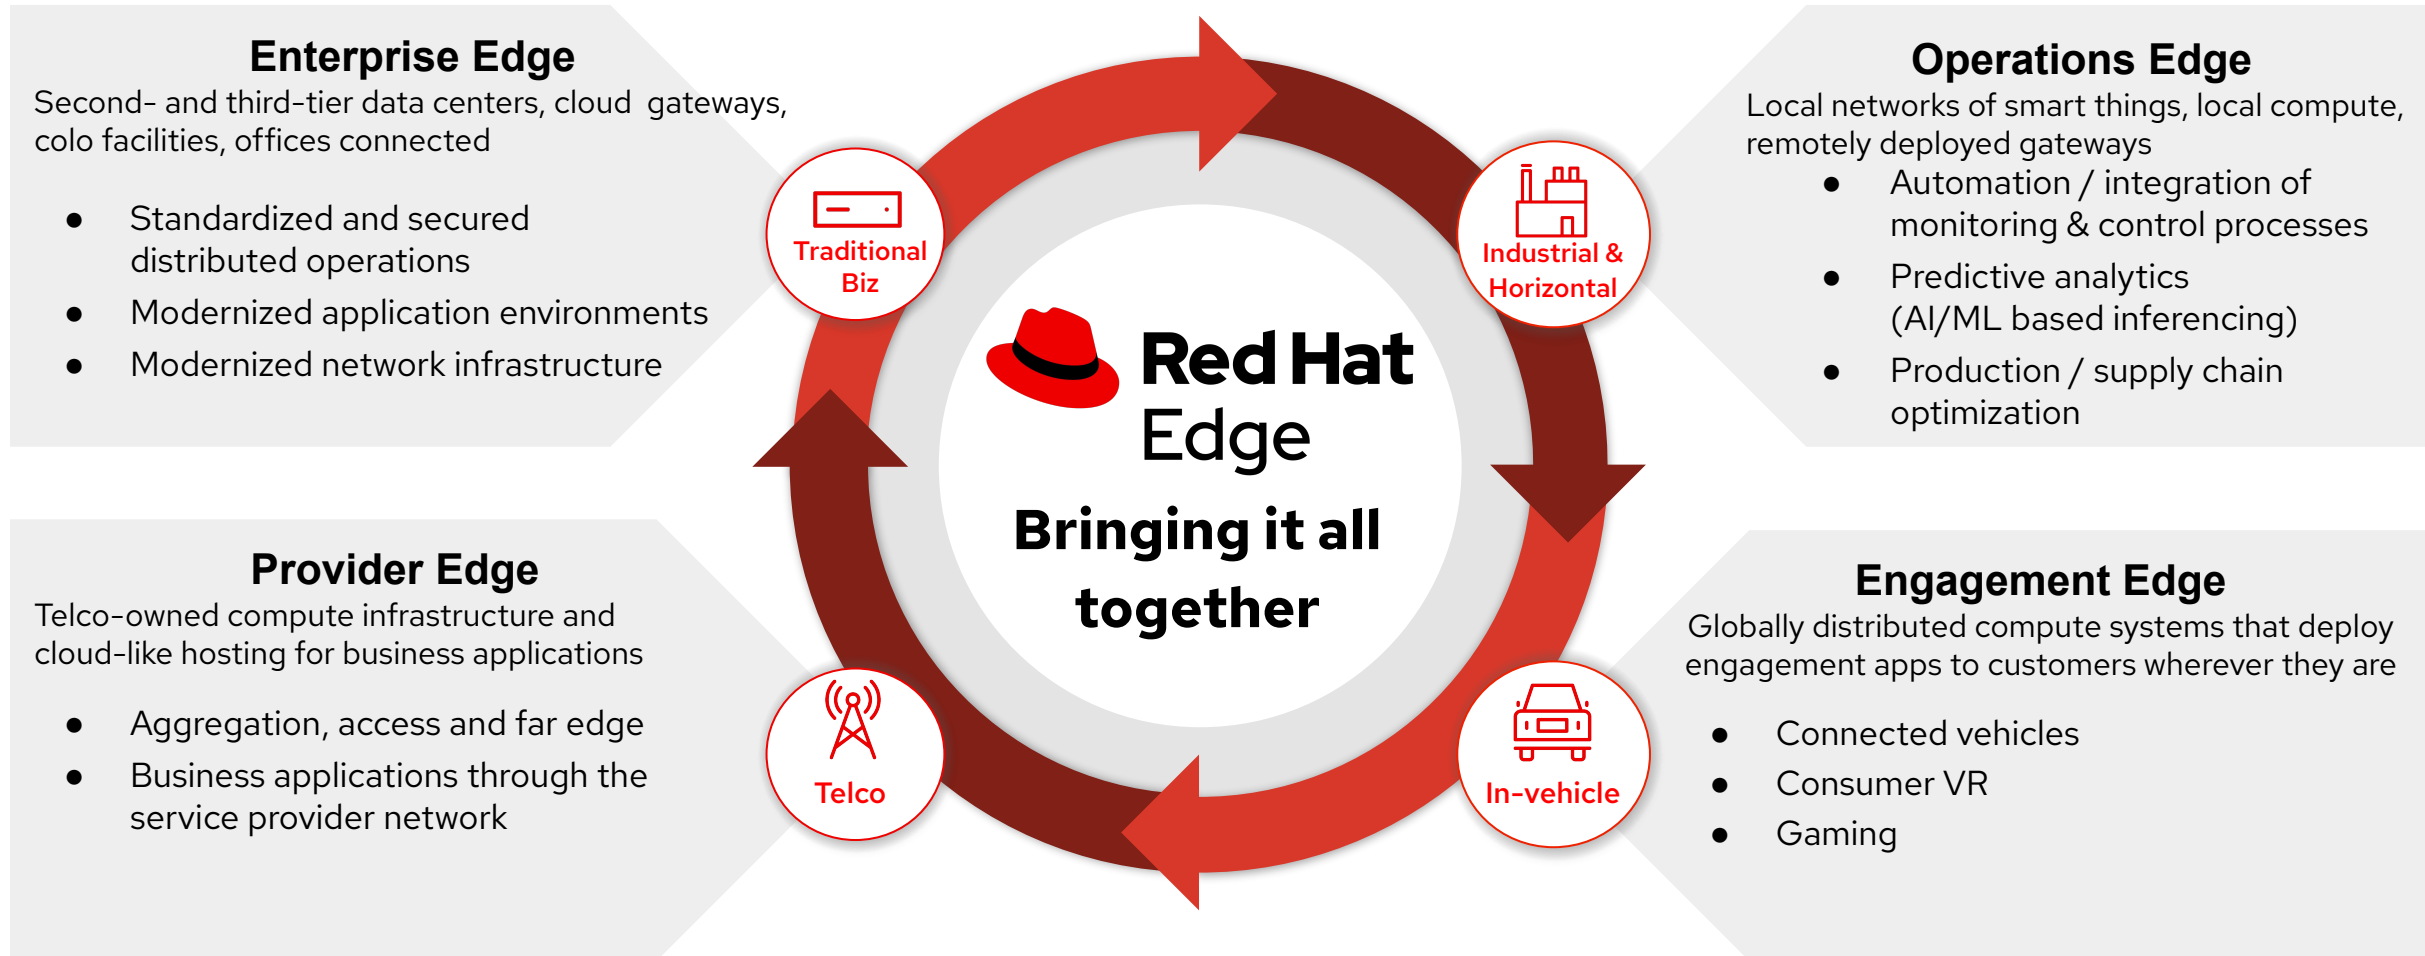 Enterprise Edge
Second- and third-tier data centers, cloud gateways,
colo facilities, offices connected
● Standardized and secured
distributed operations
● Modernized application environments
● Modernized network infrastructure
Traditional
Biz
Operations Edge
Local networks of smart things, local compute,
remotely deployed gateways
● Automation / integration of
monitoring & control processes
● Predictive analytics
(AI/ML based inferencing)
● Production / supply chain
optimization
Industrial &
Horizontal
Red Hat
Edge
Bringing it all
together
Provider Edge
Telco-owned compute infrastructure and
cloud-like hosting for business applications
● Aggregation, access and far edge
● Business applications through the
service provider network
Telco
Engagement Edge
Globally distributed compute systems that deploy
engagement apps to customers wherever they are
● Connected vehicles
● Consumer VR
● Gaming
In-vehicle